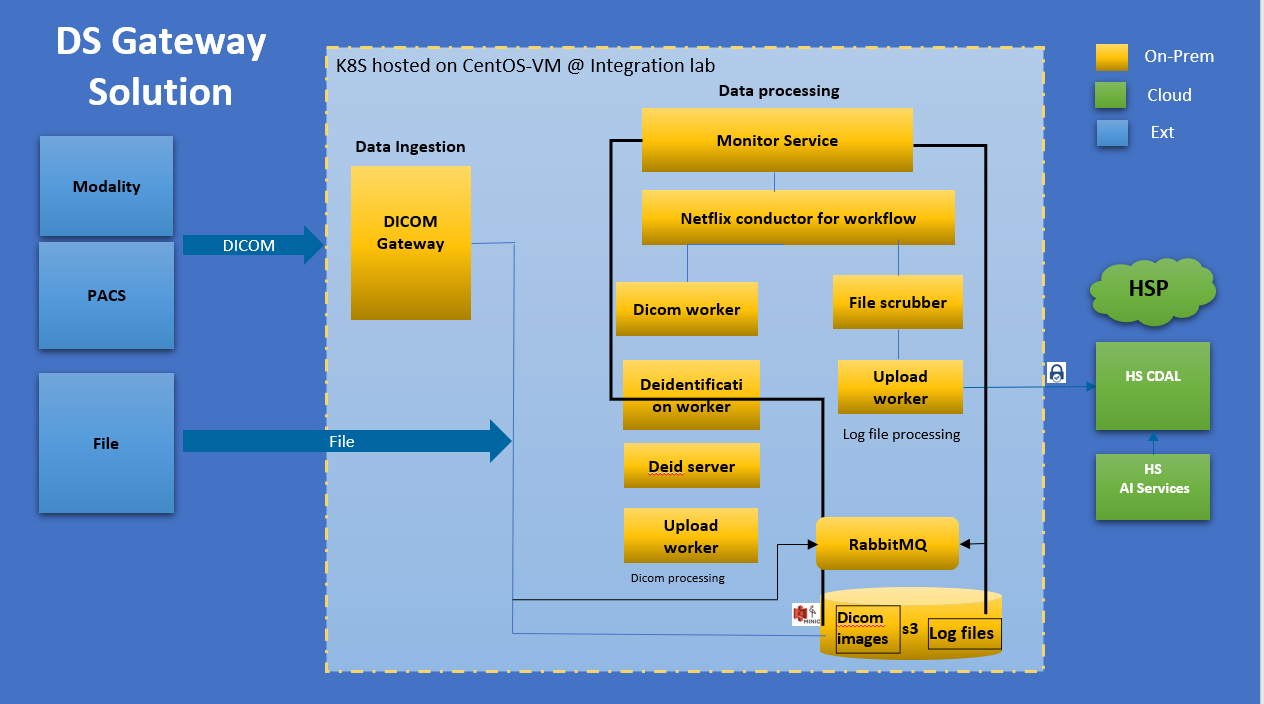 DS Gateway
Solution
K8S hosted on CentOS-VM @ Integration lab
On-Prem
Cloud
Ext
Data processing
Monitor Service
Data Ingestion
Modality
DICOM
Gateway
Netflix conductor for workflow
DICOM
PACS
Dicom worker
File scrubber
HSP
Deidentificati
on worker
Upload
worker
HS CDAL
File
File
Log file processing
Deid server
HS
AI Services
Upload
worker
RabbitMQ
Dicom processing
MINIO
Dicom
images
s3
Log files